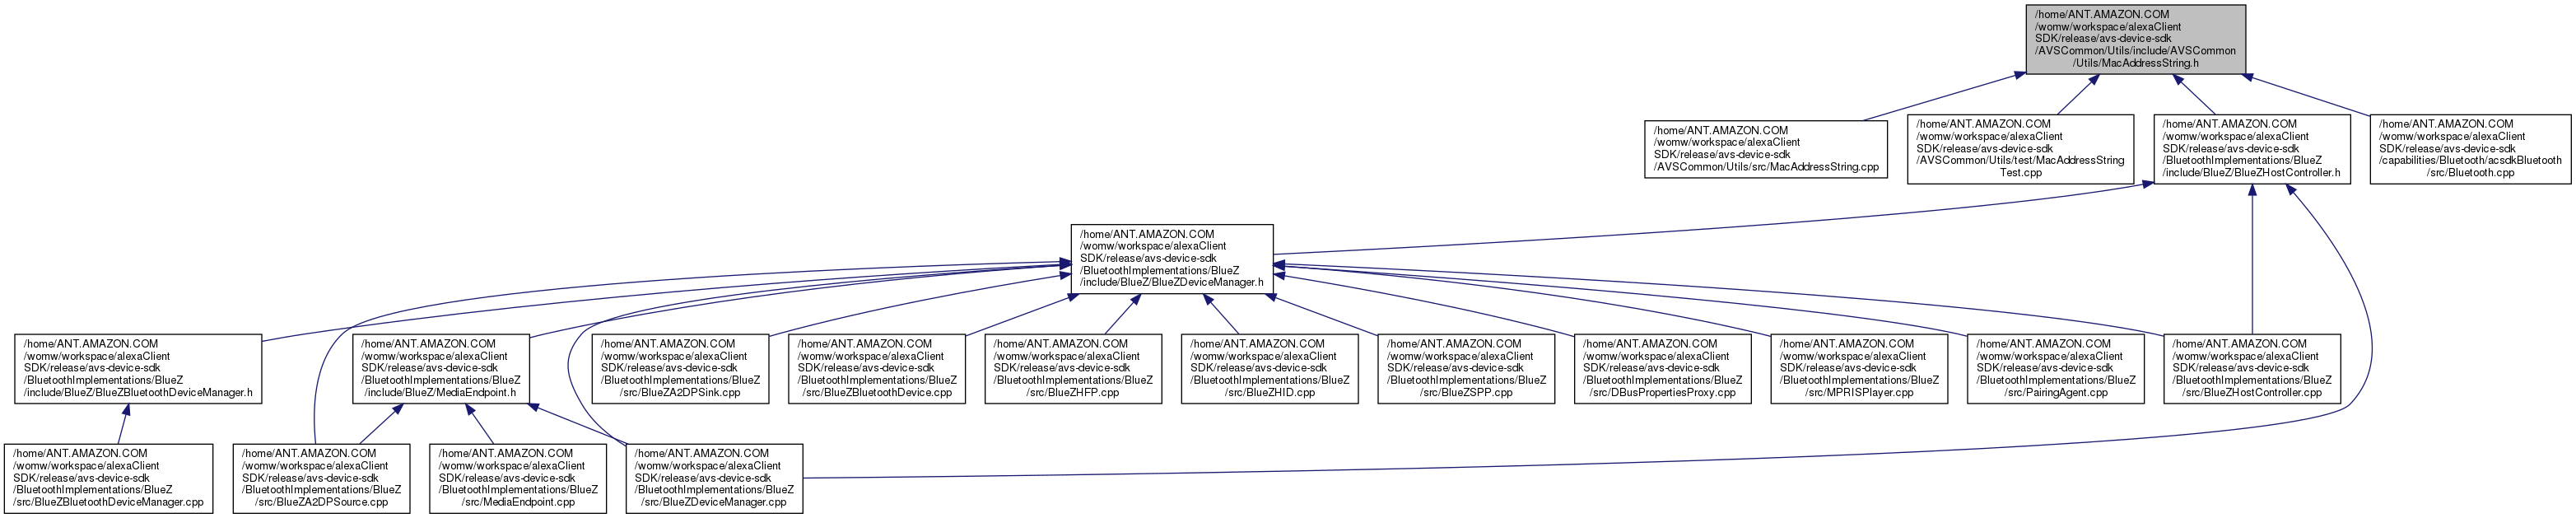 /home/ANT.AMAZON.COM
/womw/workspace/alexaClient
SDK/release/avs-device-sdk
/AVSCommon/Utils/include/AVSCommon
/Utils/MacAddressString.h
/home/ANT.AMAZON.COM
/womw/workspace/alexaClient
SDK/release/avs-device-sdk
/AVSCommon/Utils/src/MacAddressString.cpp
/home/ANT.AMAZON.COM
/womw/workspace/alexaClient
SDK/release/avs-device-sdk
/AVSCommon/Utils/test/MacAddressString
Test.cpp
/home/ANT.AMAZON.COM
/womw/workspace/alexaClient
SDK/release/avs-device-sdk
/BluetoothImplementations/BlueZ
/include/BlueZ/BlueZHostController.h
/home/ANT.AMAZON.COM
/womw/workspace/alexaClient
SDK/release/avs-device-sdk
/capabilities/Bluetooth/acsdkBluetooth
/src/Bluetooth.cpp
/home/ANT.AMAZON.COM
/womw/workspace/alexaClient
SDK/release/avs-device-sdk
/BluetoothImplementations/BlueZ
/include/BlueZ/BlueZDeviceManager.h
/home/ANT.AMAZON.COM
/womw/workspace/alexaClient
SDK/release/avs-device-sdk
/BluetoothImplementations/BlueZ
/include/BlueZ/BlueZBluetoothDeviceManager.h
/home/ANT.AMAZON.COM
/womw/workspace/alexaClient
SDK/release/avs-device-sdk
/BluetoothImplementations/BlueZ
/include/BlueZ/MediaEndpoint.h
/home/ANT.AMAZON.COM
/womw/workspace/alexaClient
SDK/release/avs-device-sdk
/BluetoothImplementations/BlueZ
/src/BlueZA2DPSink.cpp
/home/ANT.AMAZON.COM
/womw/workspace/alexaClient
SDK/release/avs-device-sdk
/BluetoothImplementations/BlueZ
/src/BlueZBluetoothDevice.cpp
/home/ANT.AMAZON.COM
/womw/workspace/alexaClient
SDK/release/avs-device-sdk
/BluetoothImplementations/BlueZ
/src/BlueZHFP.cpp
/home/ANT.AMAZON.COM
/womw/workspace/alexaClient
SDK/release/avs-device-sdk
/BluetoothImplementations/BlueZ
/src/BlueZHID.cpp
/home/ANT.AMAZON.COM
/womw/workspace/alexaClient
SDK/release/avs-device-sdk
/BluetoothImplementations/BlueZ
/src/BlueZSPP.cpp
/home/ANT.AMAZON.COM
/womw/workspace/alexaClient
SDK/release/avs-device-sdk
/BluetoothImplementations/BlueZ
/src/DBusPropertiesProxy.cpp
/home/ANT.AMAZON.COM
/womw/workspace/alexaClient
SDK/release/avs-device-sdk
/BluetoothImplementations/BlueZ
/src/MPRISPlayer.cpp
/home/ANT.AMAZON.COM
/womw/workspace/alexaClient
SDK/release/avs-device-sdk
/BluetoothImplementations/BlueZ
/src/PairingAgent.cpp
/home/ANT.AMAZON.COM
/womw/workspace/alexaClient
SDK/release/avs-device-sdk
/BluetoothImplementations/BlueZ
/src/BlueZHostController.cpp
/home/ANT.AMAZON.COM
/womw/workspace/alexaClient
SDK/release/avs-device-sdk
/BluetoothImplementations/BlueZ
/src/BlueZBluetoothDeviceManager.cpp
/home/ANT.AMAZON.COM
/womw/workspace/alexaClient
SDK/release/avs-device-sdk
/BluetoothImplementations/BlueZ
/src/BlueZA2DPSource.cpp
/home/ANT.AMAZON.COM
/womw/workspace/alexaClient
SDK/release/avs-device-sdk
/BluetoothImplementations/BlueZ
/src/MediaEndpoint.cpp
/home/ANT.AMAZON.COM
/womw/workspace/alexaClient
SDK/release/avs-device-sdk
/BluetoothImplementations/BlueZ
/src/BlueZDeviceManager.cpp